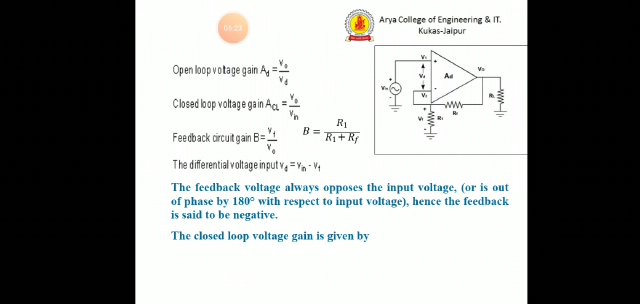 01:23
Arya College of Engineering & IT.
Kukas-Jaipur
Open loop voltage gain Ad = vo/vd
Closed loop voltage gain ACL = vo/vin
Feedback circuit gain B= vf/vo B = R1/(R1 + Rf)
The differential voltage input vd = vin - vf
The feedback voltage always opposes the input voltage, (or is out
of phase by 180° with respect to input voltage), hence the feedback
is said to be negative.
The closed loop voltage gain is given by
Ad